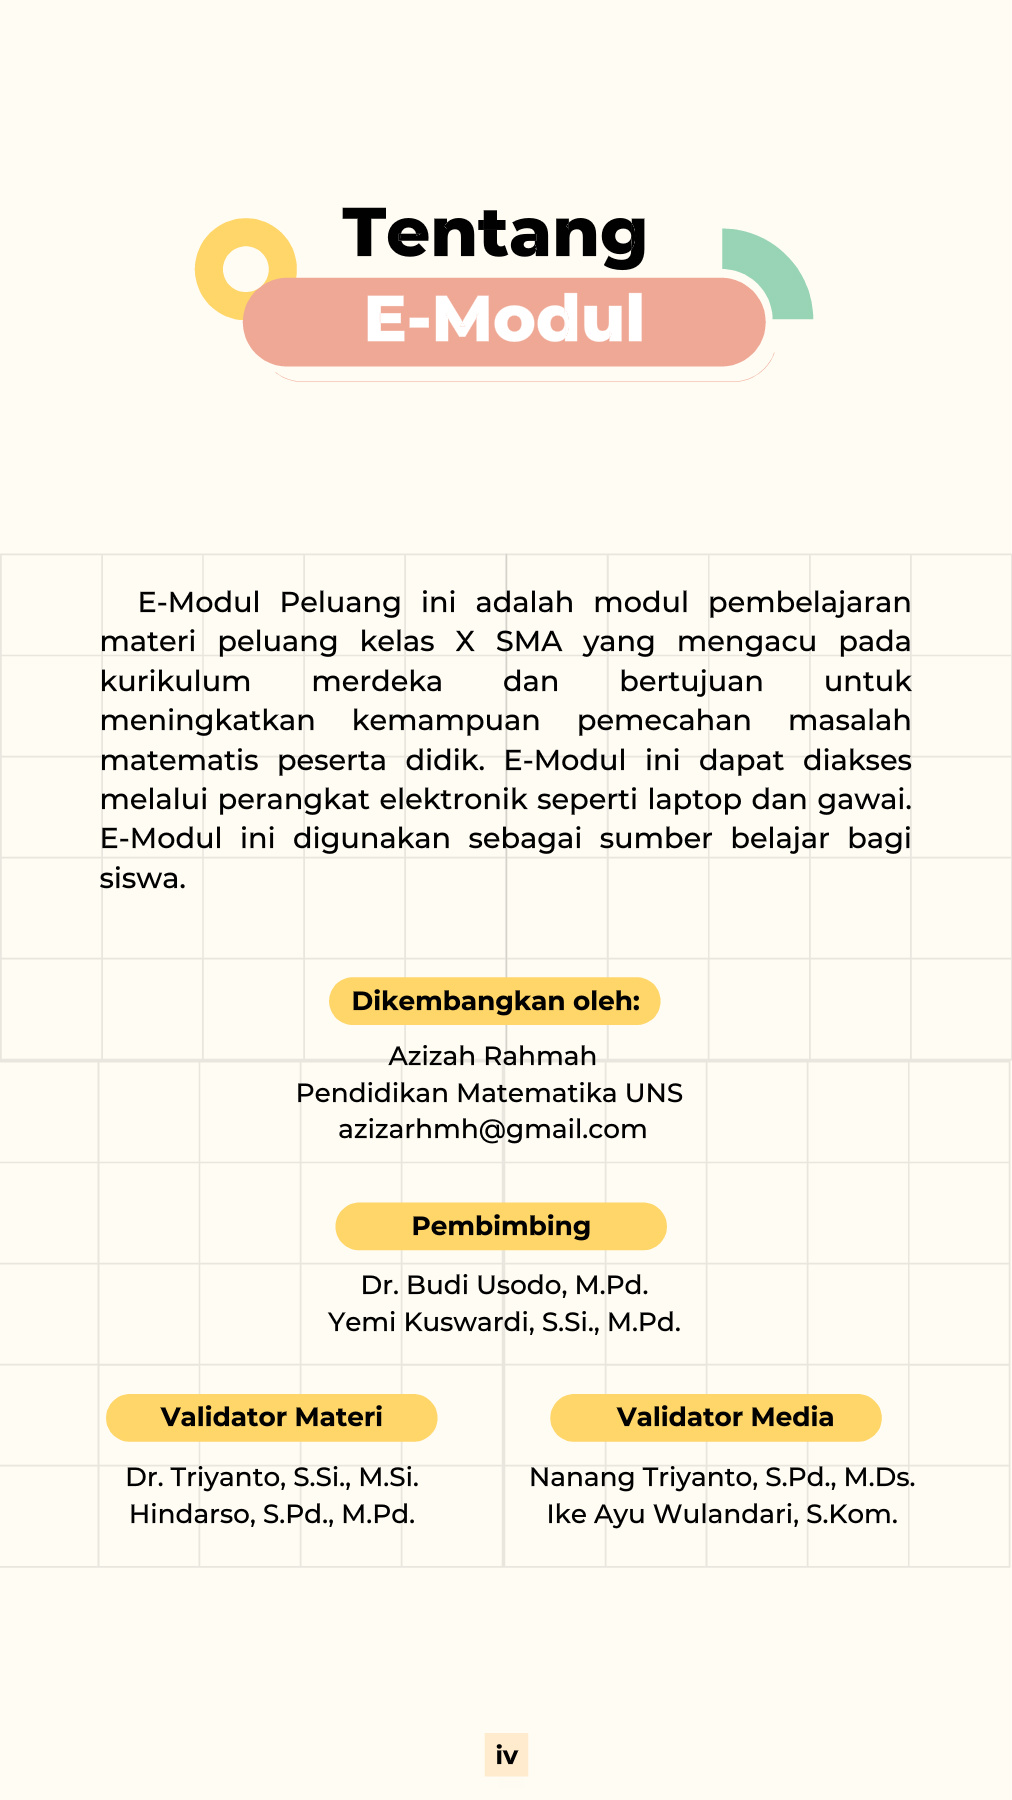 Tentang
E-Modul
E-Modul Peluang ini adalah modul pembelajaran
materi peluang kelas X SMA yang mengacu pada
kurikulum merdeka dan bertujuan untuk
meningkatkan kemampuan pemecahan masalah
matematis peserta didik. E-Modul ini dapat diakses
melalui perangkat elektronik seperti laptop dan gawai.
E-Modul ini digunakan sebagai sumber belajar bagi
siswa.
Dikembangkan oleh:
Azizah Rahmah
Pendidikan Matematika UNS
azizarhmh@gmail.com
Pembimbing
Dr. Budi Usodo, M.Pd.
Yemi Kuswardi, S.Si., M.Pd.
Validator Materi
Dr. Triyanto, S.Si., M.Si.
Hindarso, S.Pd., M.Pd.
Validator Media
Nanang Triyanto, S.Pd., M.Ds.
Ike Ayu Wulandari, S.Kom.
iv